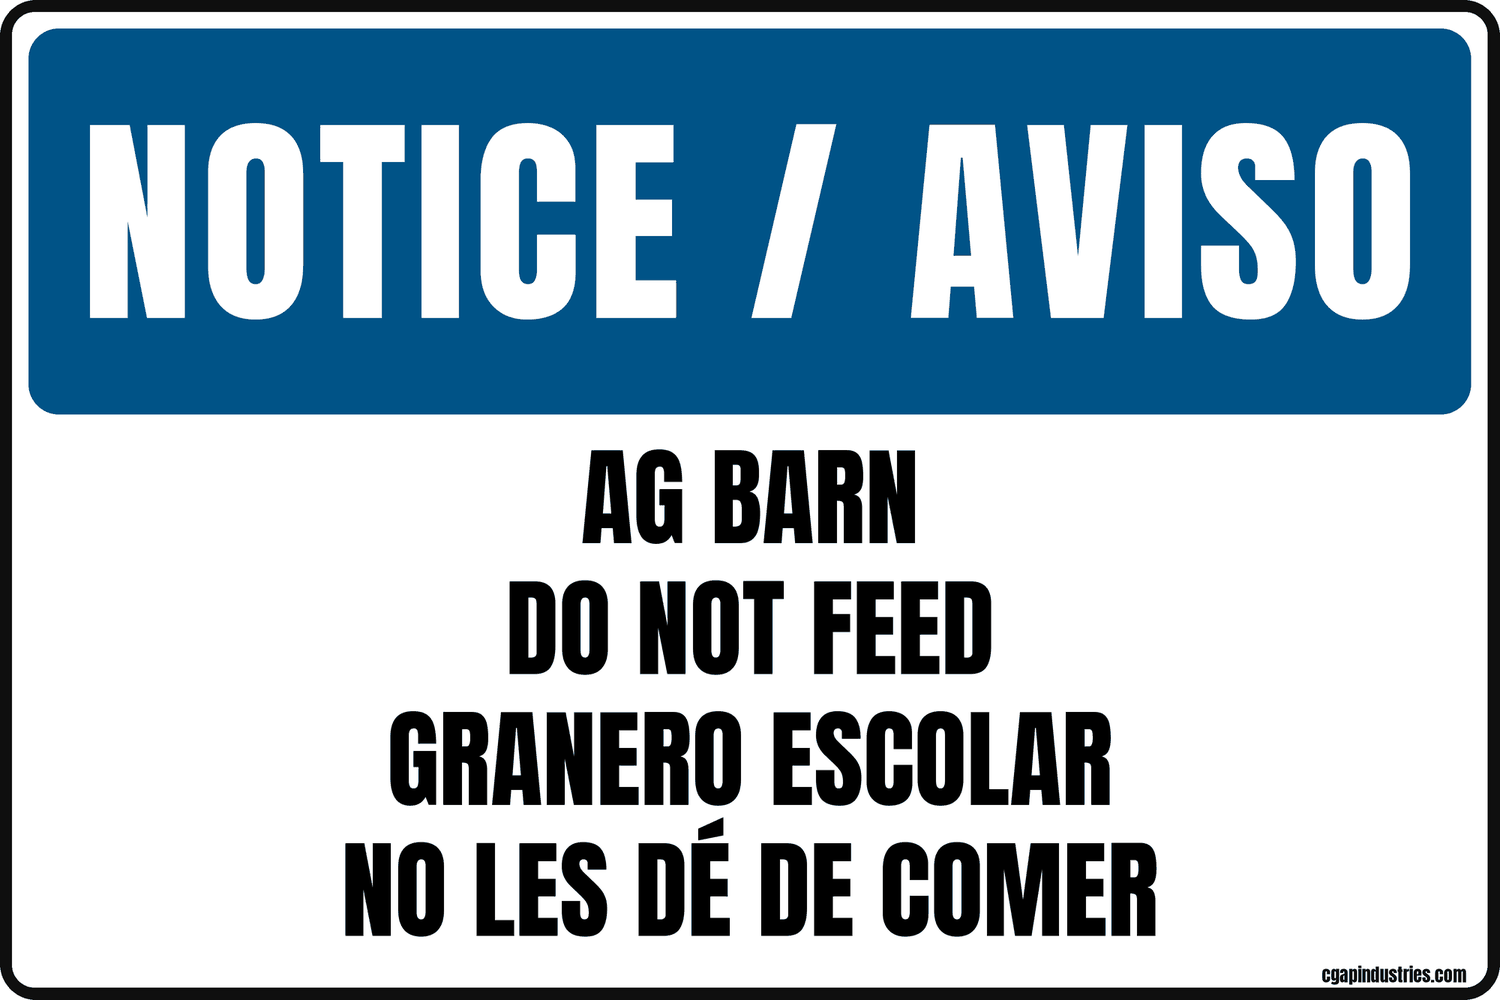 NOTICE / AVISO
AG BARN
DO NOT FEED
GRANERO ESCOLAR
NO LES DÉ DE COMER
cgapindustries.com